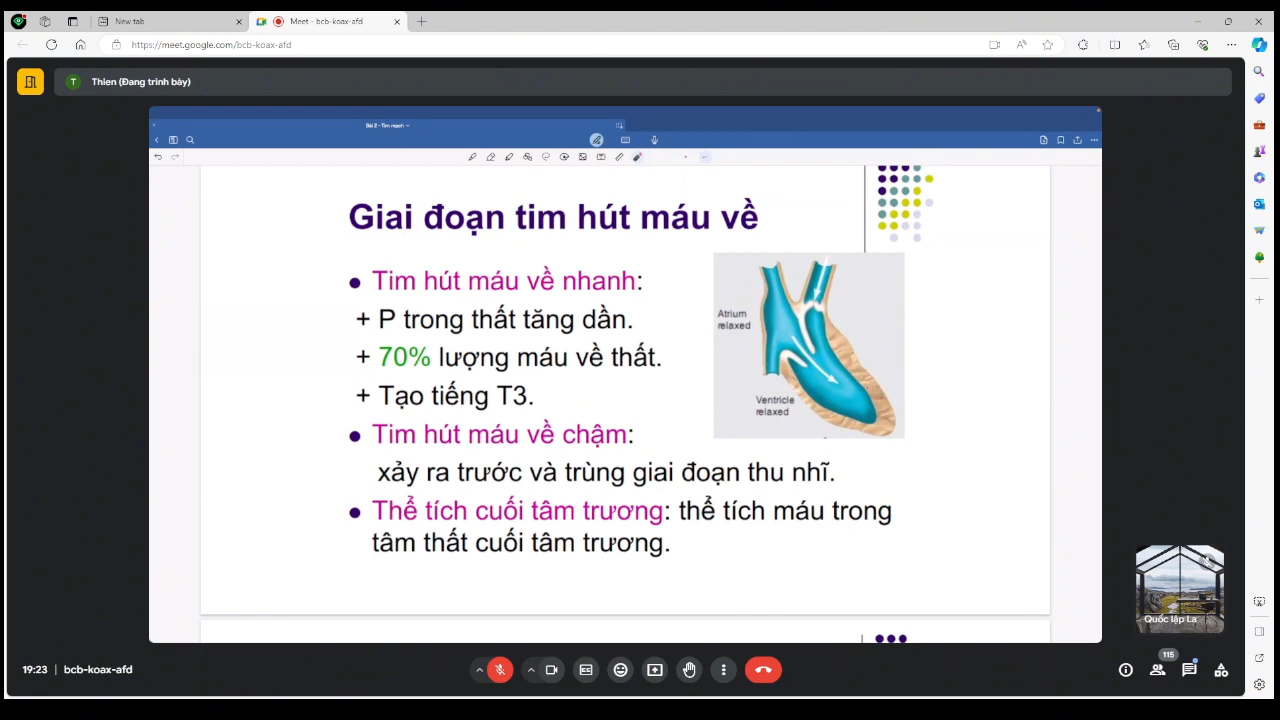 New tab
Meet - bcb-koax-afd
https://meet.google.com/bcb-koax-afd
T
Thien (Đang trình bày)
Bài 2 - Tim mạch
Giai đoạn tim hút máu về
Tim hút máu về nhanh:
+ P trong thất tăng dần.
+ 70% lượng máu về thất.
+ Tạo tiếng T3.
Tim hút máu về chậm:
xảy ra trước và trùng giai đoạn thu nhĩ.
Thể tích cuối tâm trương: thể tích máu trong
tâm thất cuối tâm trương.
Atrium
relaxed
Ventricle
relaxed
Quốc lập La
19:23
bcb-koax-afd
115